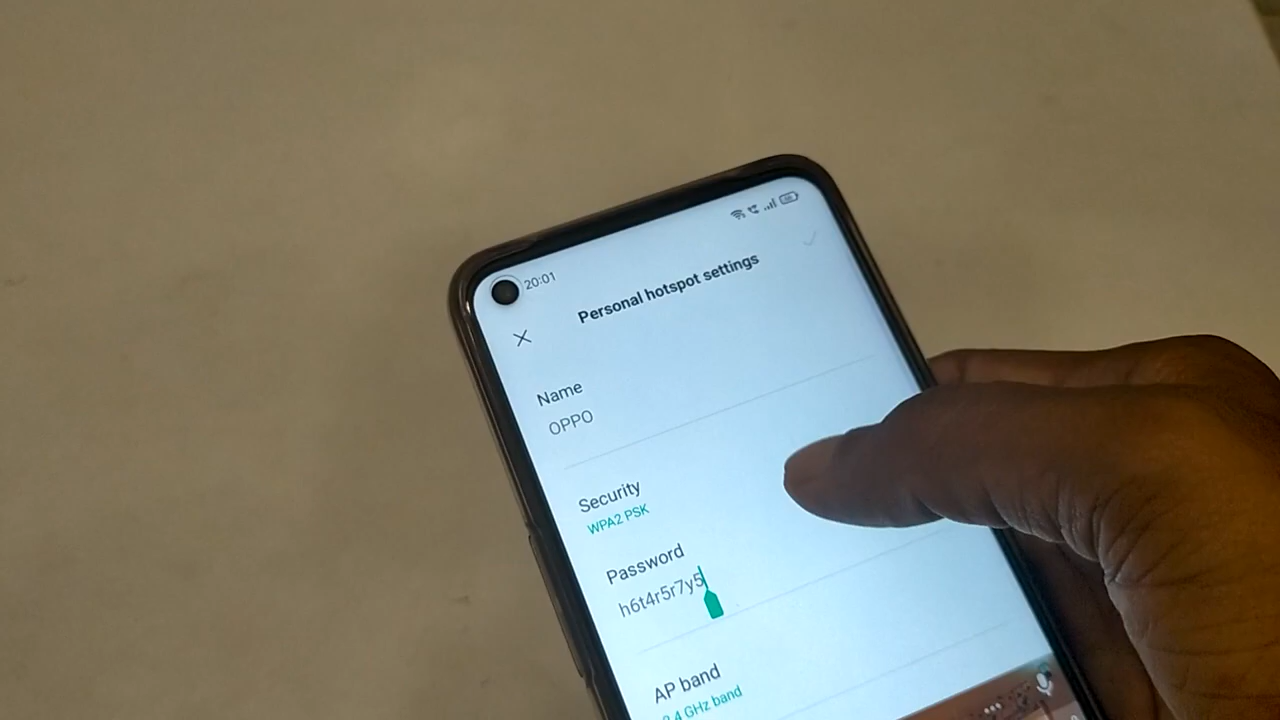 20:01
Personal hotspot settings
Name
OPPO
Security
WPA2 PSK
Password
h6t4r5r7y5
AP band
2.4 GHz band